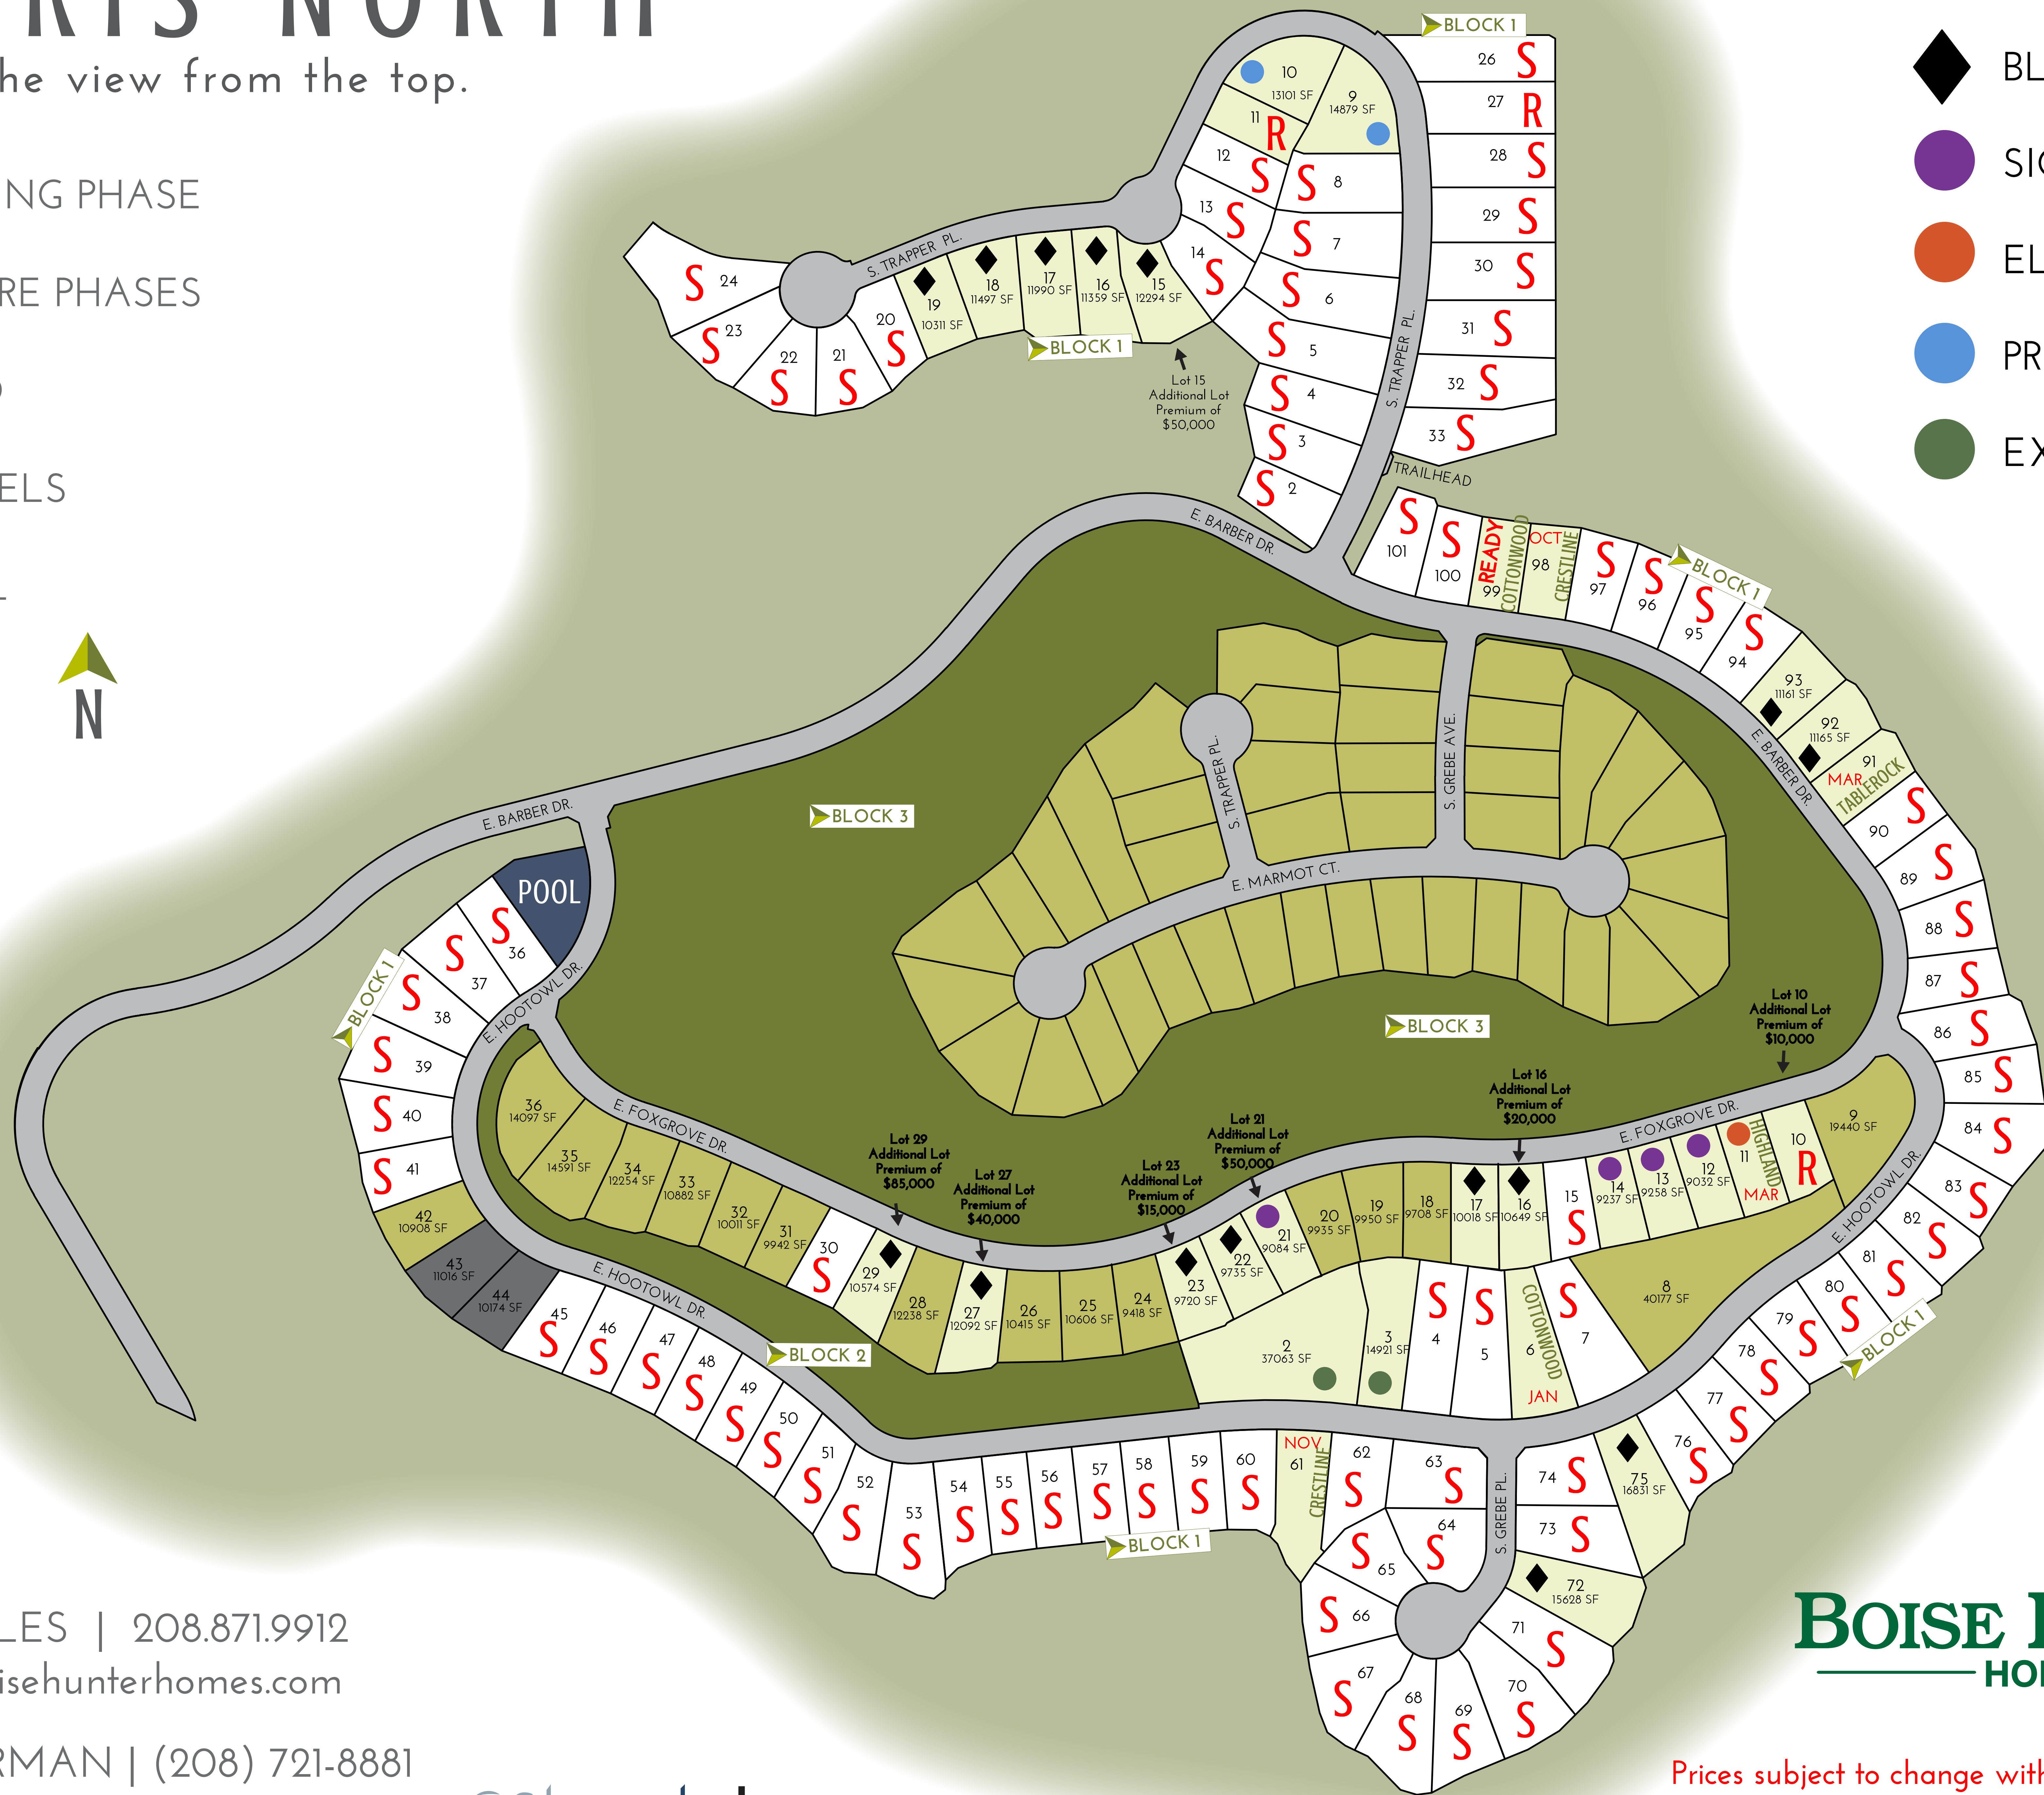 RIS NORTH
he view from the top.
NG PHASE
RE PHASES
ELS
N
BL
SIG
EL
PR
EX
BLOCK 1
26 S
27 R
28 S
29 S
30 S
31 S
32 S
33 S
10
13101 SF
9
14879 SF
11 R
12 S
13 S
14 S
8 S
7 S
6 S
5 S
4 S
3 S
2 S
S. TRAPPER PL.
S. TRAPPER PL.
24 S
23 S
22 S
21 S
20 S
19
10311 SF
18
11497 SF
17
11990 SF
16
11359 SF
15
12294 SF
BLOCK 1
Lot 15
Additional Lot
Premium of
$50,000
TRAILHEAD
E. BARBER DR.
101 S
100 S
READY
COTTONWOOD
99
OCT
98
CRESTLINE
97 S
96 S
95 S
94 S
BLOCK 1
93
11161 SF
92
11165 SF
91
MAR
TABLEROCK
E. BARBER DR.
90 S
89 S
88 S
87 S
86 S
85 S
84 S
83 S
82 S
81 S
80 S
79 S
78 S
77 S
76 S
BLOCK 1
S. TRAPPER PL.
S. GREBE AVE.
E. MARMOT CT.
BLOCK 3
BLOCK 3
E. BARBER DR.
POOL
36 S
37 S
38 S
39 S
40 S
41 S
BLOCK 1
E. HOOTOWL DR.
42
10908 SF
43
11016 SF
44
10174 SF
36
14097 SF
35
14591 SF
34
12254 SF
33
10882 SF
32
10011 SF
31
9942 SF
30 S
29
10574 SF
28
12238 SF
27
12092 SF
26
10415 SF
25
10606 SF
24
9418 SF
23
9720 SF
22
9735 SF
21
9084 SF
20
9935 SF
19
9950 SF
18
9708 SF
17
10018 SF
16
10649 SF
15 S
14
9237 SF
13
9258 SF
12
9032 SF
11
HIGHLAND
MAR
10 R
9
19440 SF
8
40177 SF
E. FOXGROVE DR.
E. FOXGROVE DR.
Lot 29
Additional Lot
Premium of
$85,000
Lot 27
Additional Lot
Premium of
$40,000
Lot 23
Additional Lot
Premium of
$15,000
Lot 21
Additional Lot
Premium of
$50,000
Lot 16
Additional Lot
Premium of
$20,000
Lot 10
Additional Lot
Premium of
$10,000
E. HOOTOWL DR.
E. HOOTOWL DR.
BLOCK 2
2
37063 SF
3
14921 SF
4 S
5 S
6
COTTONWOOD
JAN
7 S
45 S
46 S
47 S
48 S
49 S
50 S
51 S
52 S
53 S
54 S
55 S
56 S
57 S
58 S
59 S
60 S
BLOCK 1
NOV
61
CRESTLINE
62 S
63 S
64 S
65 S
66 S
67 S
68 S
69 S
70 S
71 S
72
15628 SF
73 S
74 S
75
16831 SF
S. GREBE PL.
LES | 208.871.9912
isehunterhomes.com
RMAN | (208) 721-8881
BOISE
HO
Prices subject to change with